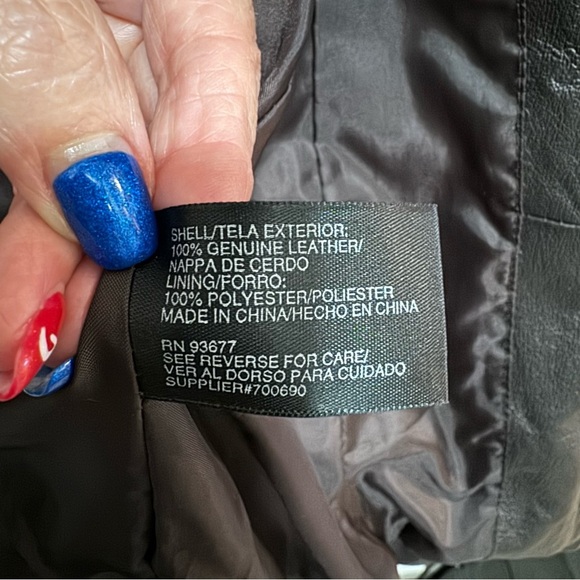 SHELL/TELA EXTERIOR:
100% GENUINE LEATHER/
NAPPA DE CERDO
LINING/FORRO:
100% POLYESTER/POLIESTER
MADE IN CHINA/HECHO EN CHINA
RN 93677
SEE REVERSE FOR CARE/
VER AL DORSO PARA CUIDADO
SUPPLIER#700690